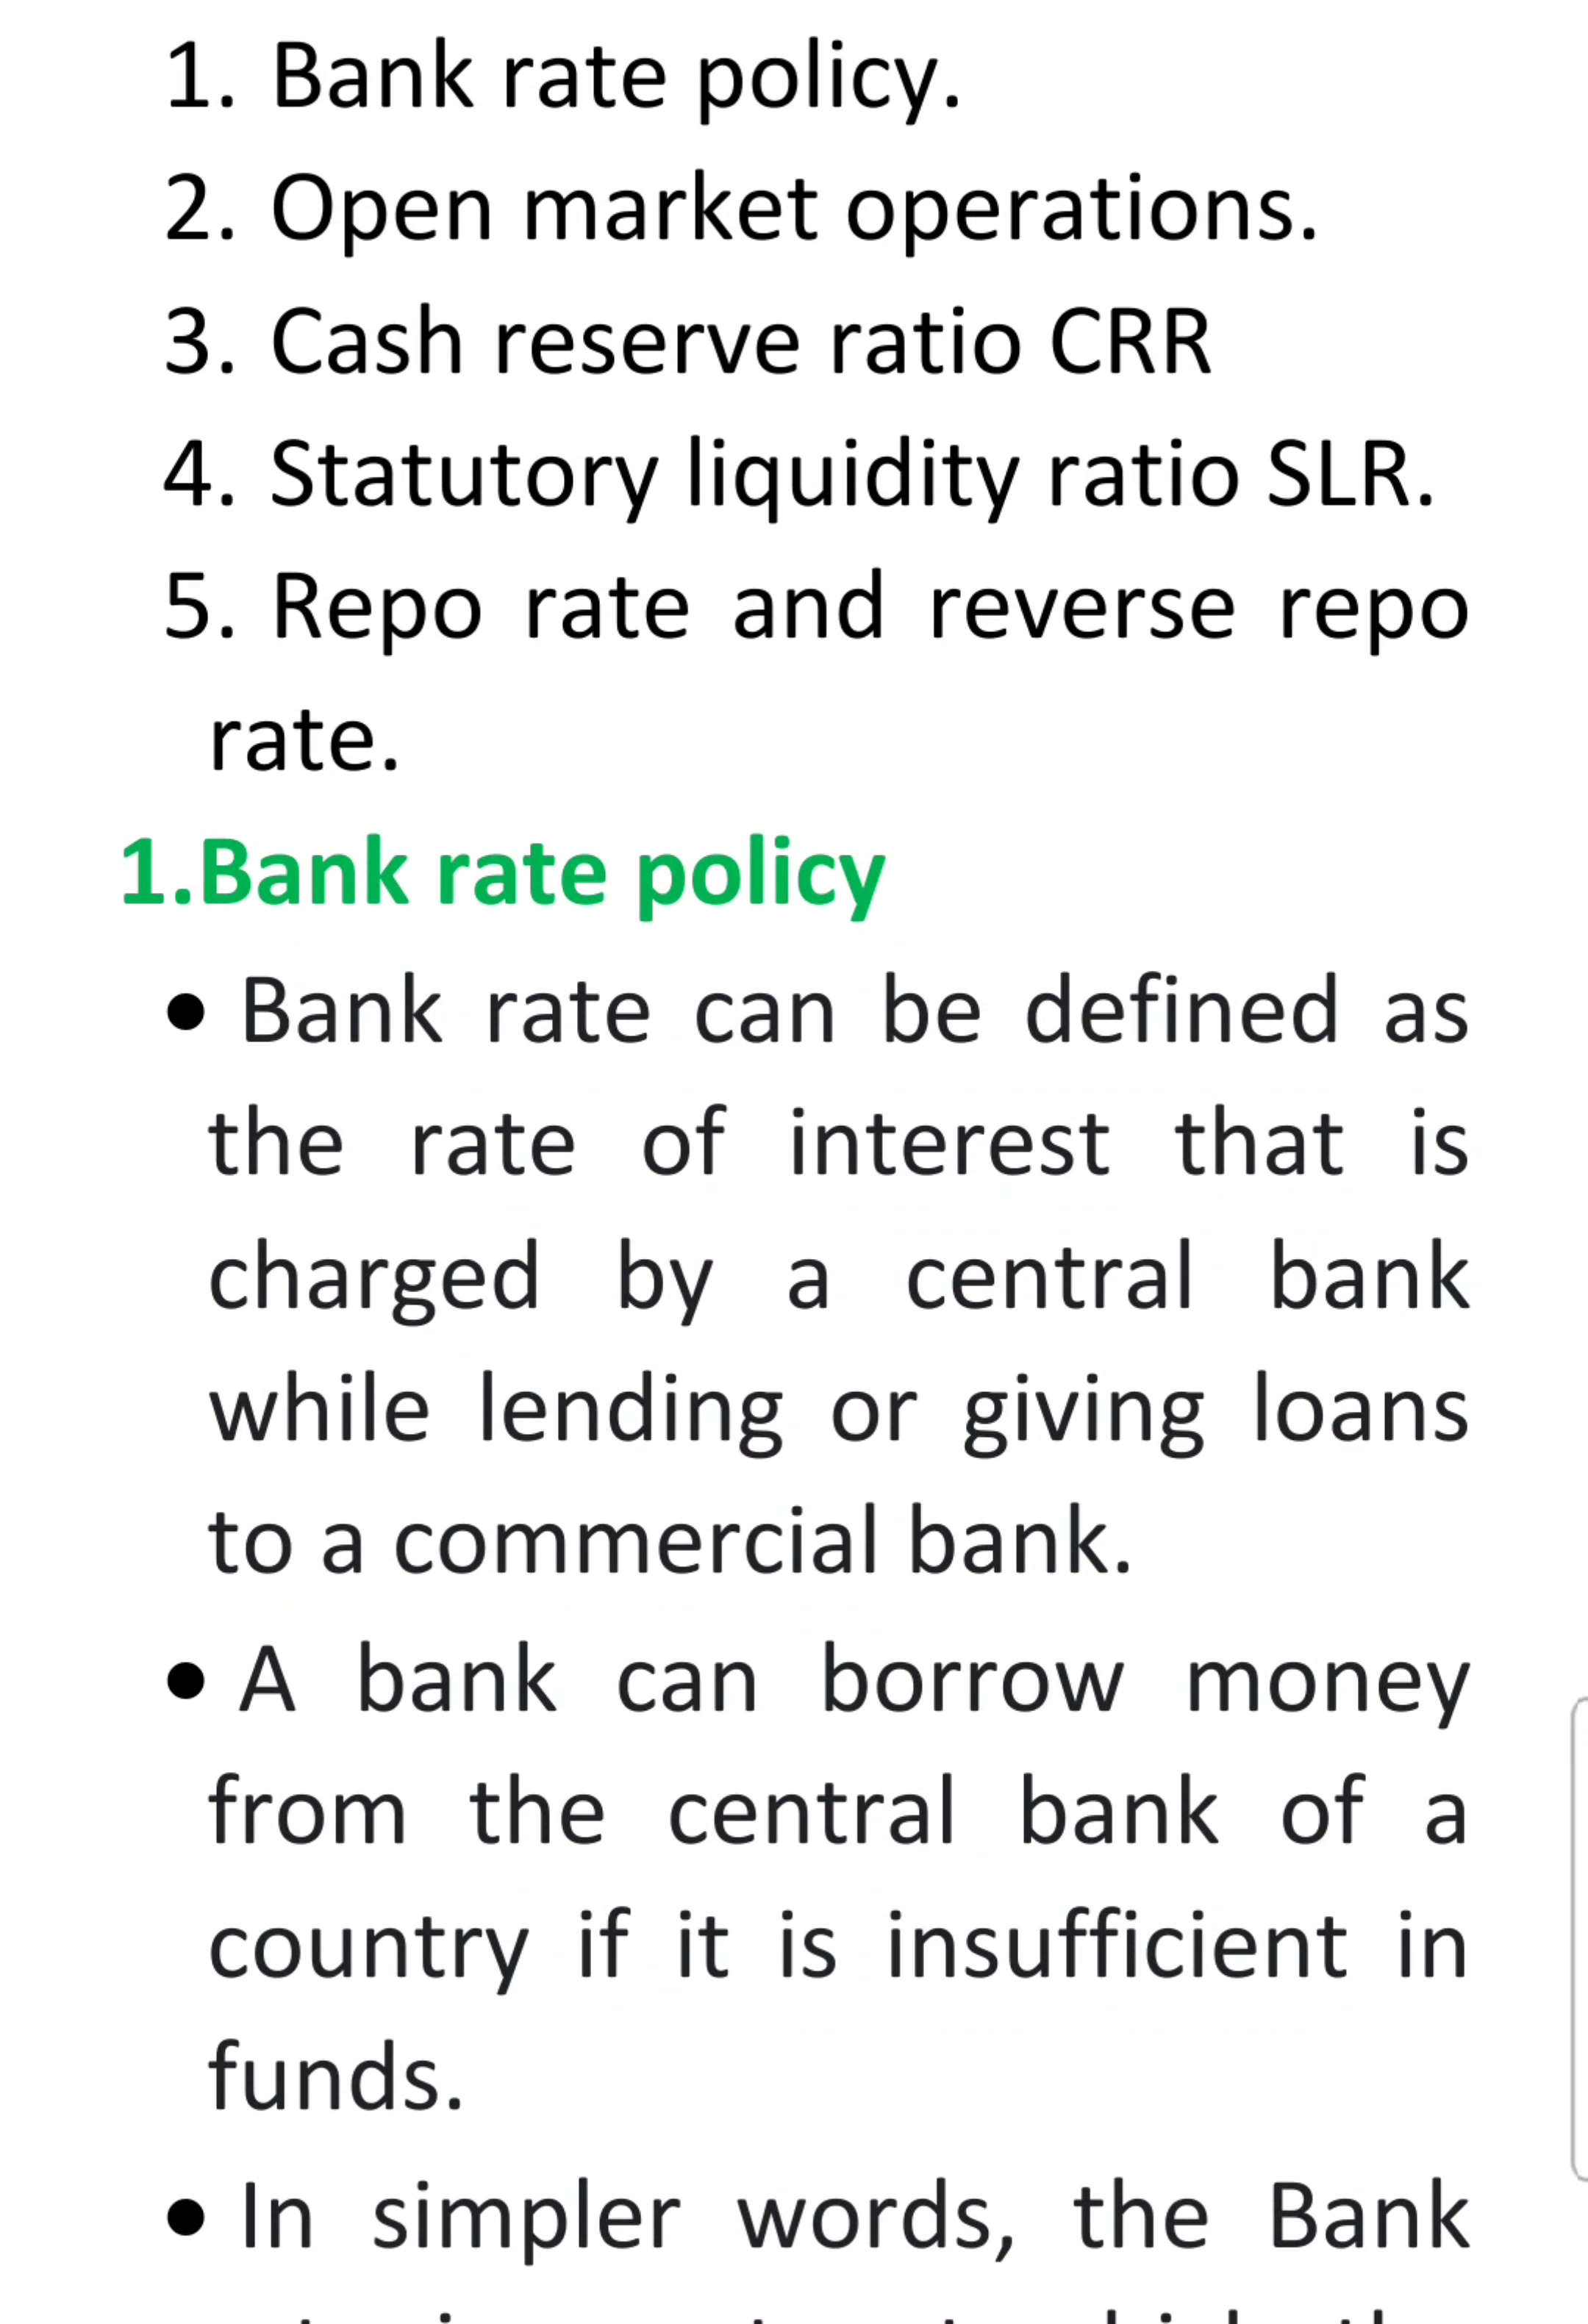 1. Bank rate policy.
2. Open market operations.
3. Cash reserve ratio CRR
4. Statutory liquidity ratio SLR.
5. Repo rate and reverse repo
rate.
1.Bank rate policy
• Bank rate can be defined as
the rate of interest that is
charged by a central bank
while lending or giving loans
to a commercial bank.
• A bank can borrow money
from the central bank of a
country if it is insufficient in
funds.
• In simpler words, the Bank